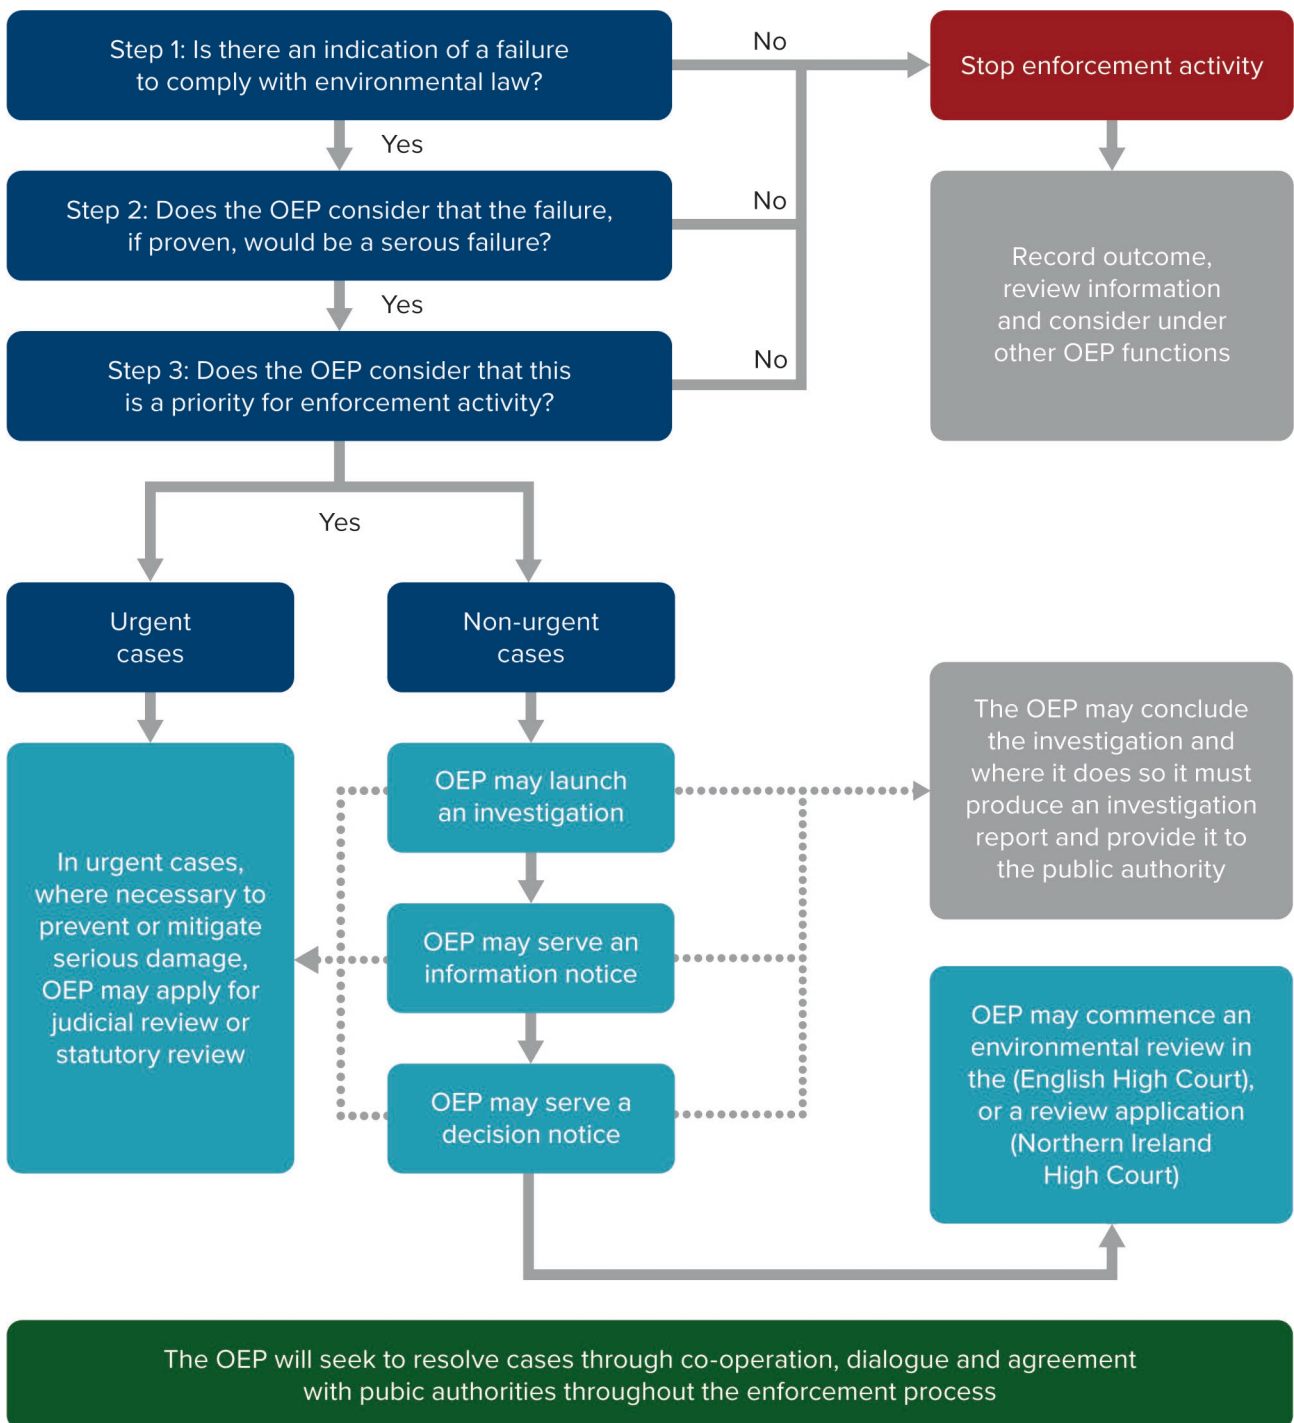 Step 1: Is there an indication of a failure
to comply with environmental law?
No
Stop enforcement activity
Yes
Step 2: Does the OEP consider that the failure,
if proven, would be a serous failure?
No
Record outcome,
review information
and consider under
other OEP functions
Yes
Step 3: Does the OEP consider that this
is a priority for enforcement activity?
No
Yes
Urgent
cases
Non-urgent
cases
In urgent cases,
where necessary to
prevent or mitigate
serious damage,
OEP may apply for
judicial review or
statutory review
OEP may launch
an investigation
OEP may serve an
information notice
OEP may serve a
decision notice
The OEP may conclude
the investigation and
where it does so it must
produce an investigation
report and provide it to
the public authority
OEP may commence an
environmental review in
the (English High Court),
or a review application
(Northern Ireland
High Court)
The OEP will seek to resolve cases through co-operation, dialogue and agreement
with pubic authorities throughout the enforcement process